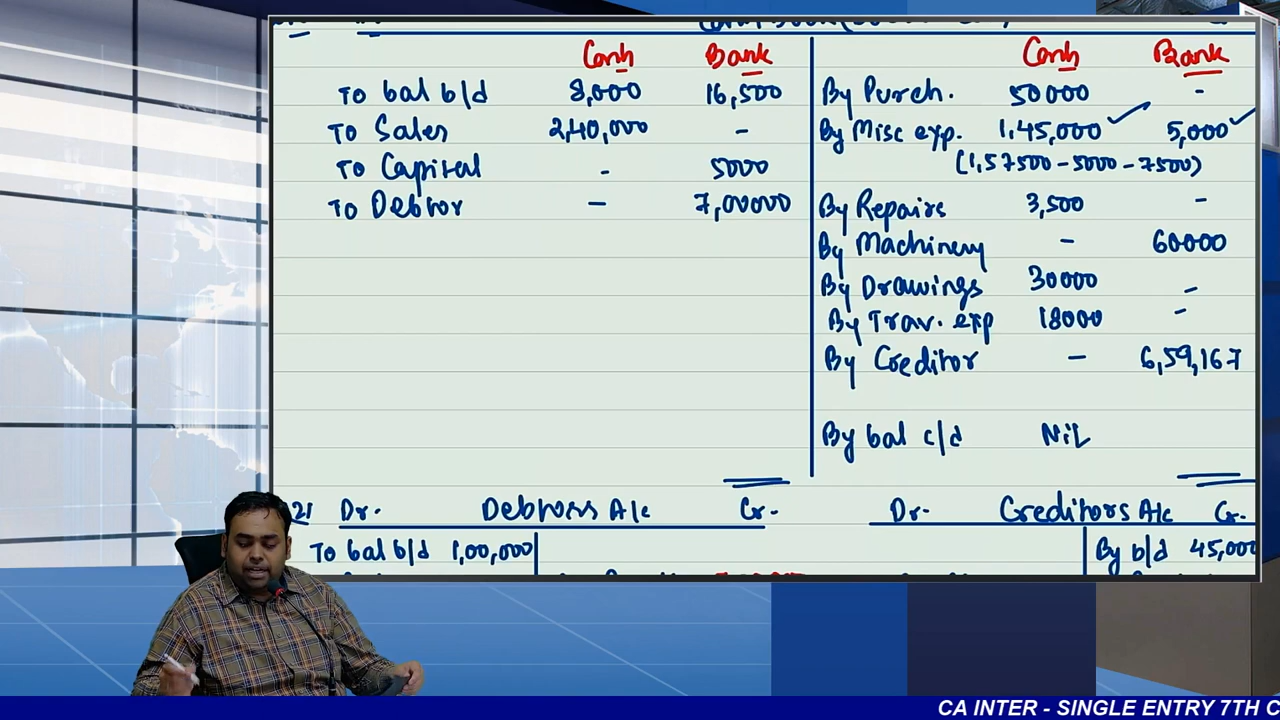 Cash Bank Cash Bank
To bal b/d 8,000 16,500 By Purch. 50000 -
To Sales 2,40,000 - By Misc exp. 1,45,000 5,000
(1,57500-5000-7500)
To Capital - 5000
To Debtor - 7,00000 By Repairs 3,500 -
By Machinery - 60000
By Drawings 30000 -
By Trav. exp 18000 -
By Creditor - 6,59,167
By bal c/d Nil
21 Dr. Debtors A/c Cr. Dr. Creditors A/c Cr.
To bal b/d 1,00,000 By b/d 45,000
CA INTER - SINGLE ENTRY 7TH C